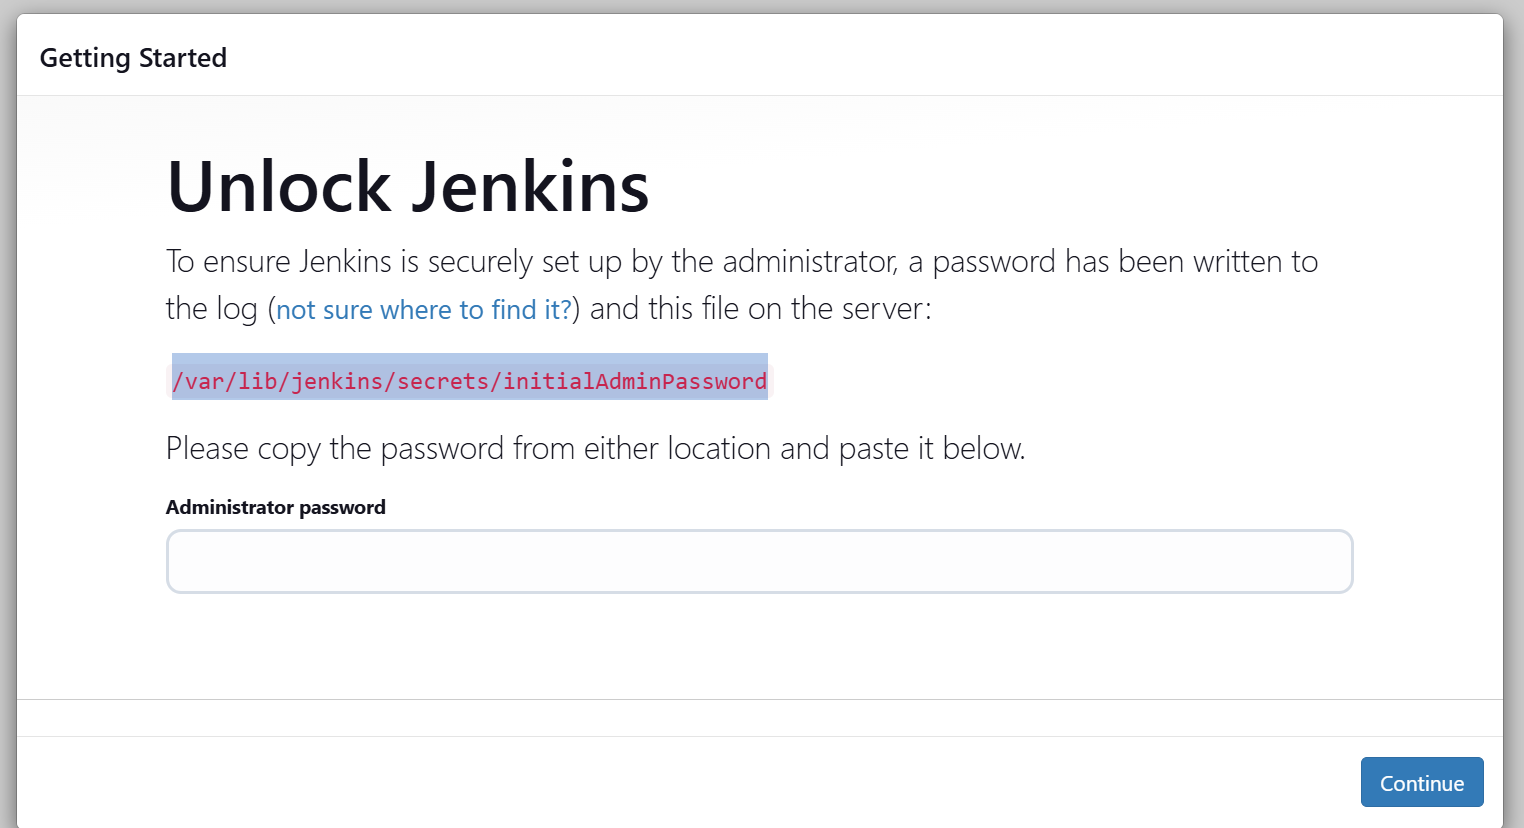 Getting Started
Unlock Jenkins
To ensure Jenkins is securely set up by the administrator, a password has been written to
the log (not sure where to find it?) and this file on the server:
/var/lib/jenkins/secrets/initialAdminPassword
Please copy the password from either location and paste it below.
Administrator password
Continue